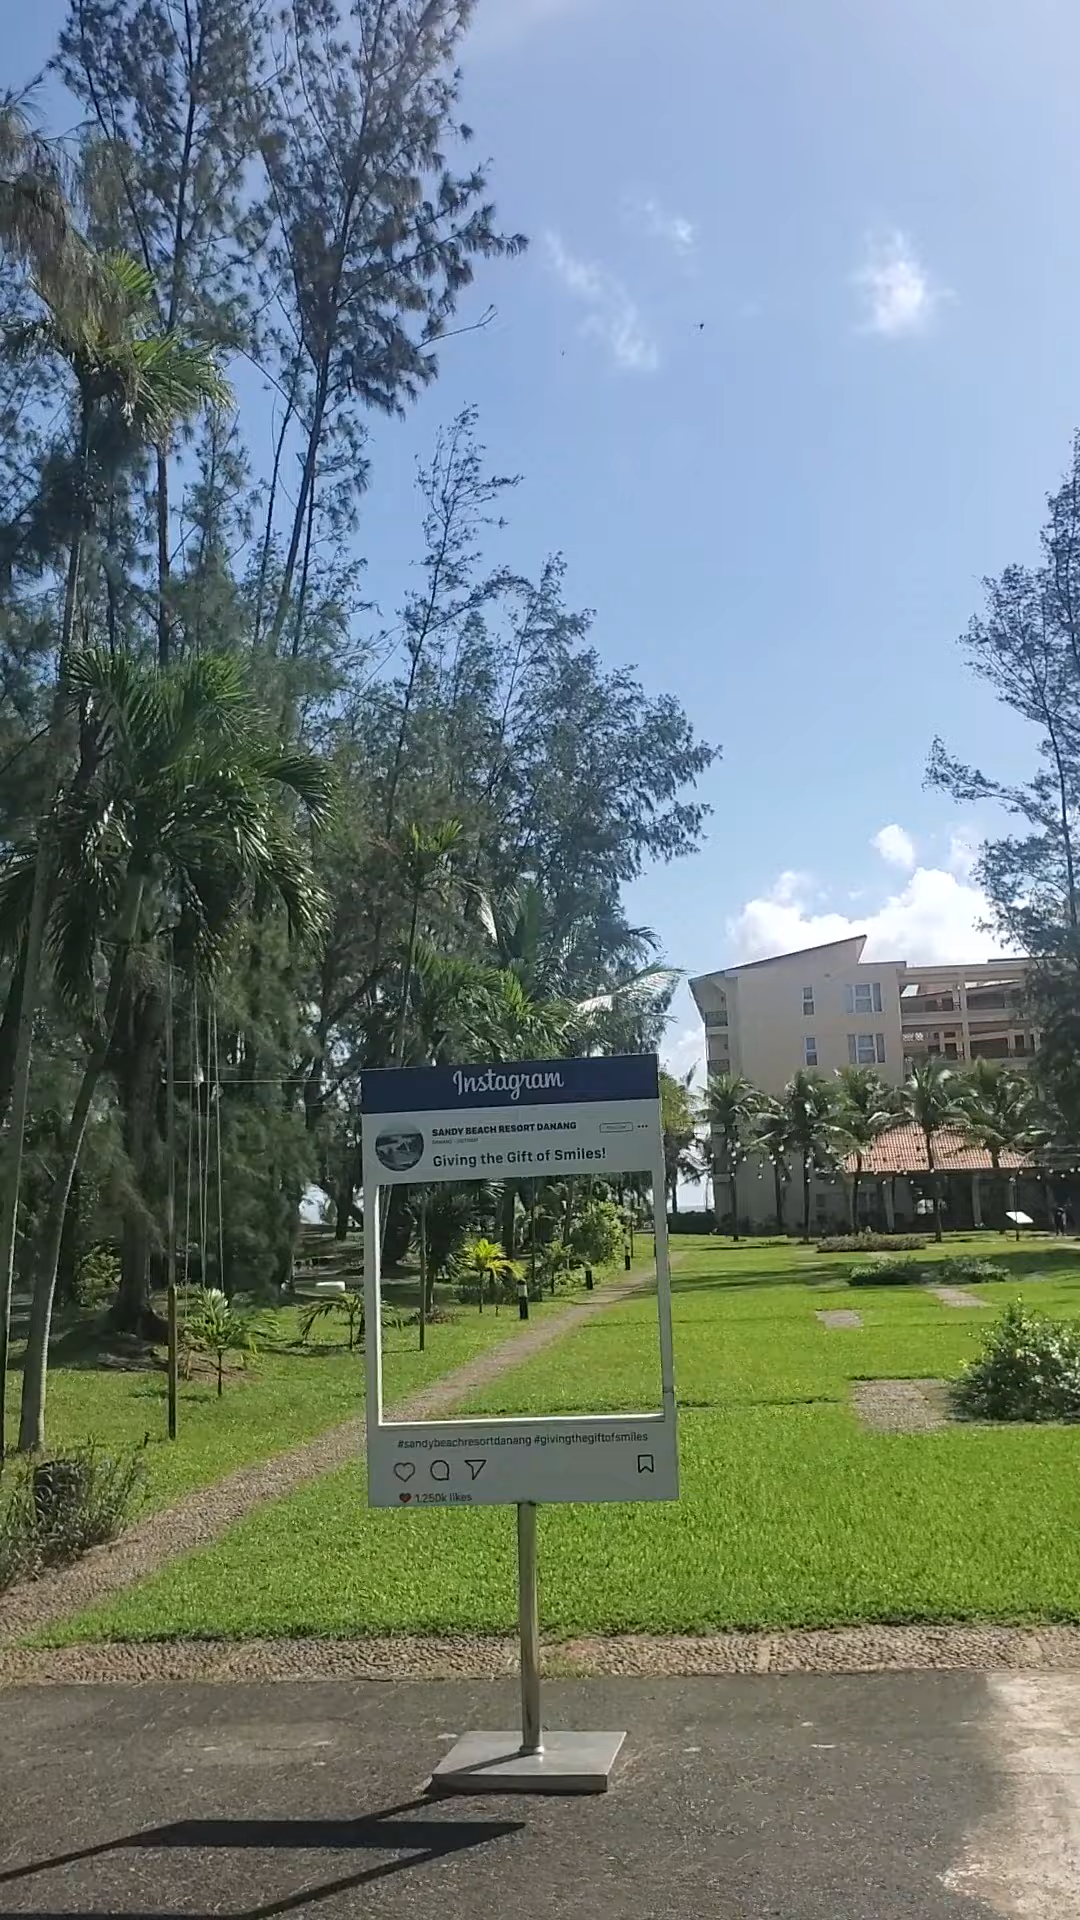 Instagram
SANDY BEACH RESORT DANANG
Giving the Gift of Smiles!
#sandybeachresortdanang #givingthegiftofsmiles
1.250k likes